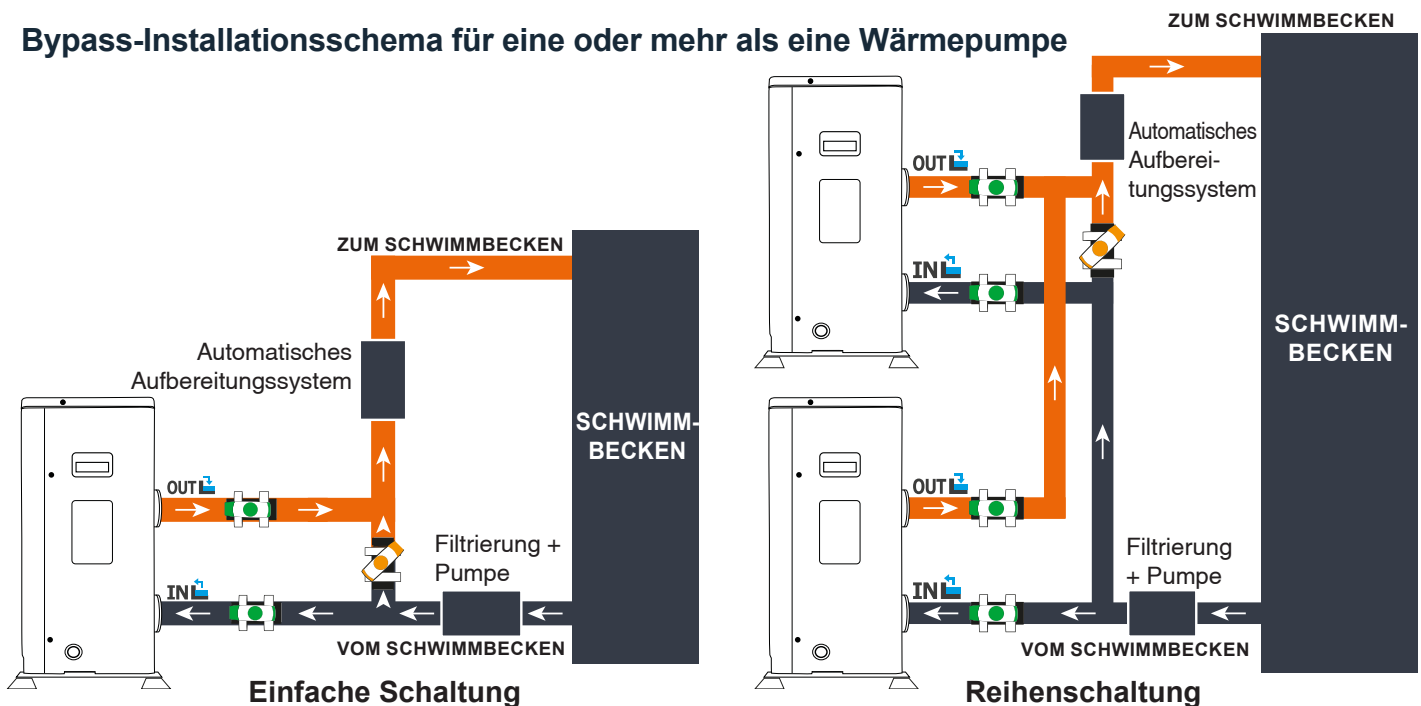 Bypass-Installationsschema für eine oder mehr als eine Wärmepumpe
ZUM SCHWIMMBECKEN
Automatisches
Aufbereitungssystem
SCHWIMM-
BECKEN
OUT
IN
Filtrierung +
Pumpe
VOM SCHWIMMBECKEN
Einfache Schaltung
ZUM SCHWIMMBECKEN
Automatisches
Aufberei-
tungssystem
OUT
IN
SCHWIMM-
BECKEN
OUT
IN
Filtrierung
+ Pumpe
VOM SCHWIMMBECKEN
Reihenschaltung